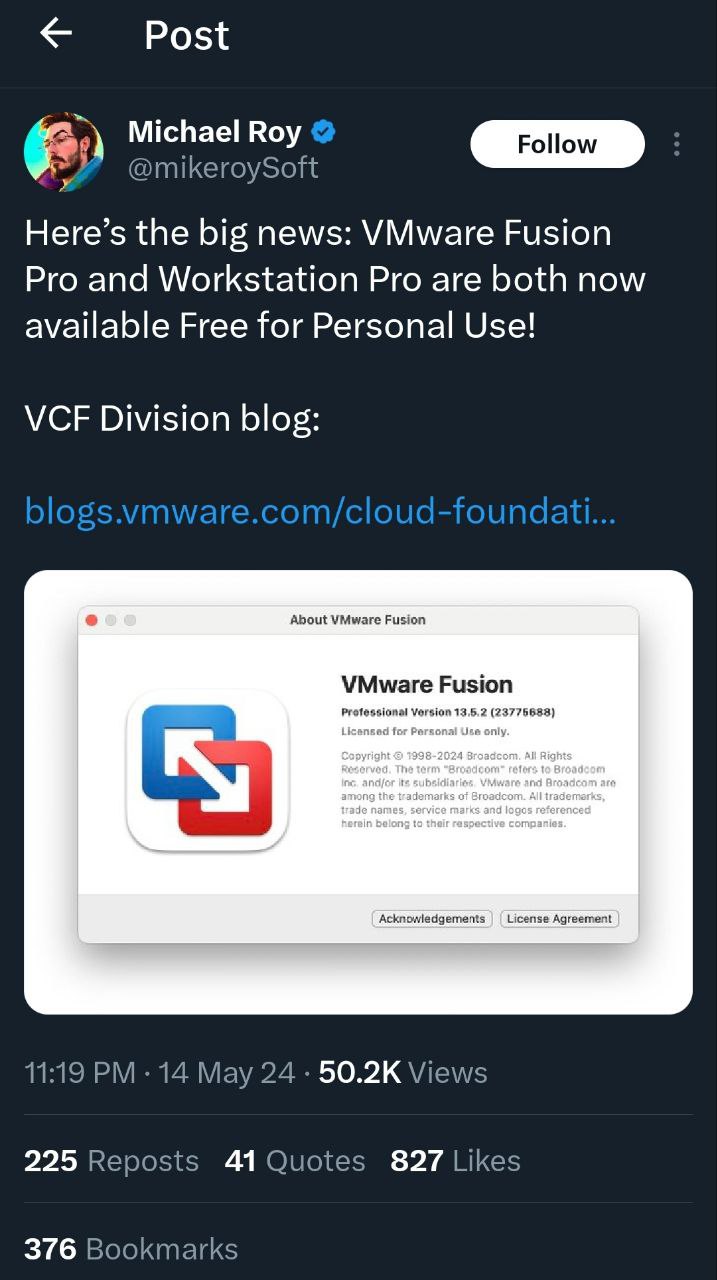 Post
Michael Roy
@mikeroySoft
Follow
Here’s the big news: VMware Fusion
Pro and Workstation Pro are both now
available Free for Personal Use!
VCF Division blog:
blogs.vmware.com/cloud-foundati...
About VMware Fusion
VMware Fusion
Professional Version 13.5.2 (23775688)
Licensed for Personal Use only.
Copyright © 1998-2024 Broadcom. All Rights
Reserved. The term "Broadcom" refers to Broadcom
Inc. and/or its subsidiaries. VMware and Broadcom are
among the trademarks of Broadcom. All trademarks,
trade names, service marks and logos referenced
herein belong to their respective companies.
Acknowledgements License Agreement
11:19 PM · 14 May 24 · 50.2K Views
225 Reposts 41 Quotes 827 Likes
376 Bookmarks